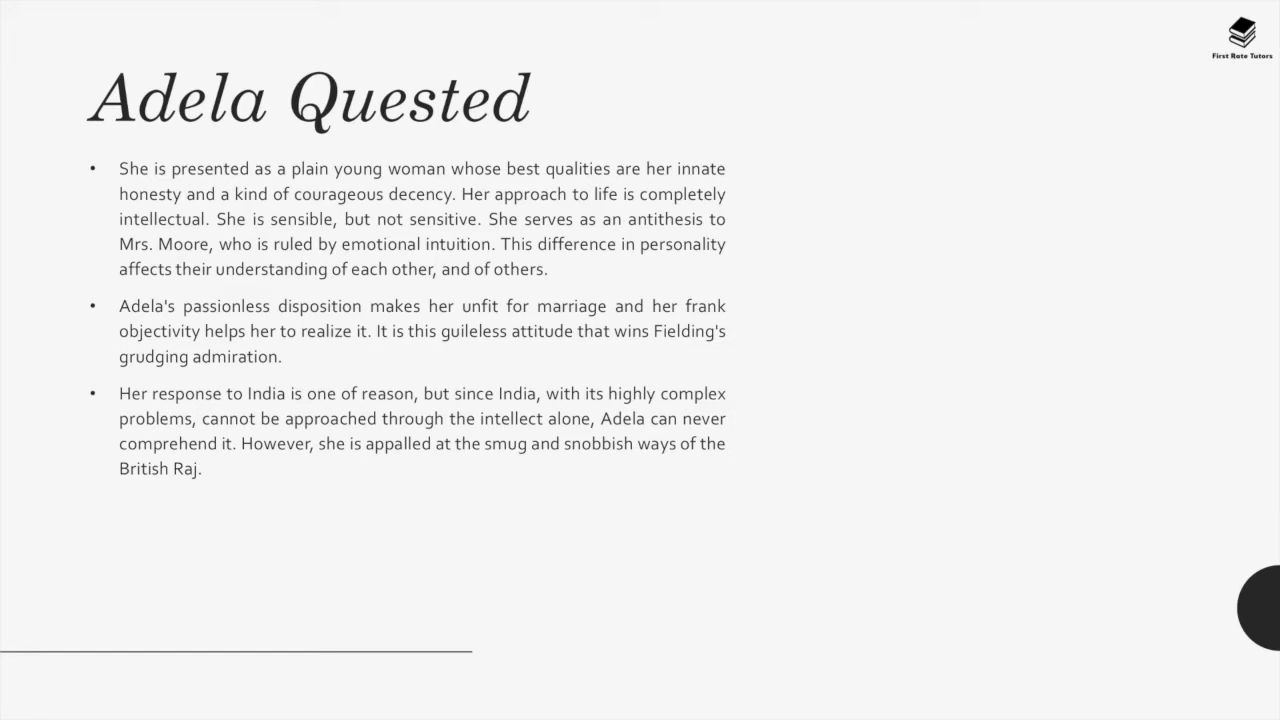 First Rate Tutors
Adela Quested
• She is presented as a plain young woman whose best qualities are her innate
honesty and a kind of courageous decency. Her approach to life is completely
intellectual. She is sensible, but not sensitive. She serves as an antithesis to
Mrs. Moore, who is ruled by emotional intuition. This difference in personality
affects their understanding of each other, and of others.
• Adela's passionless disposition makes her unfit for marriage and her frank
objectivity helps her to realize it. It is this guileless attitude that wins Fielding's
grudging admiration.
• Her response to India is one of reason, but since India, with its highly complex
problems, cannot be approached through the intellect alone, Adela can never
comprehend it. However, she is appalled at the smug and snobbish ways of the
British Raj.